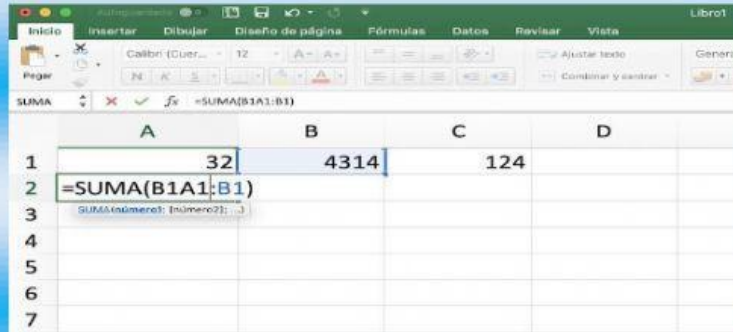 Autoguardado
Libro1
Inicio Insertar Dibujar Diseño de página Fórmulas Datos Revisar Vista
Calibri (Cuer... 12 A+ A+ Ajustar texto Genera
Pegar N K S A Combinar y centrar
SUMA fx =SUMA(B1A1:B1)
A B C D
1 32 4314 124
2 =SUMA(B1A1:B1)
SUMA(número1; [número2]; ...)
3
4
5
6
7